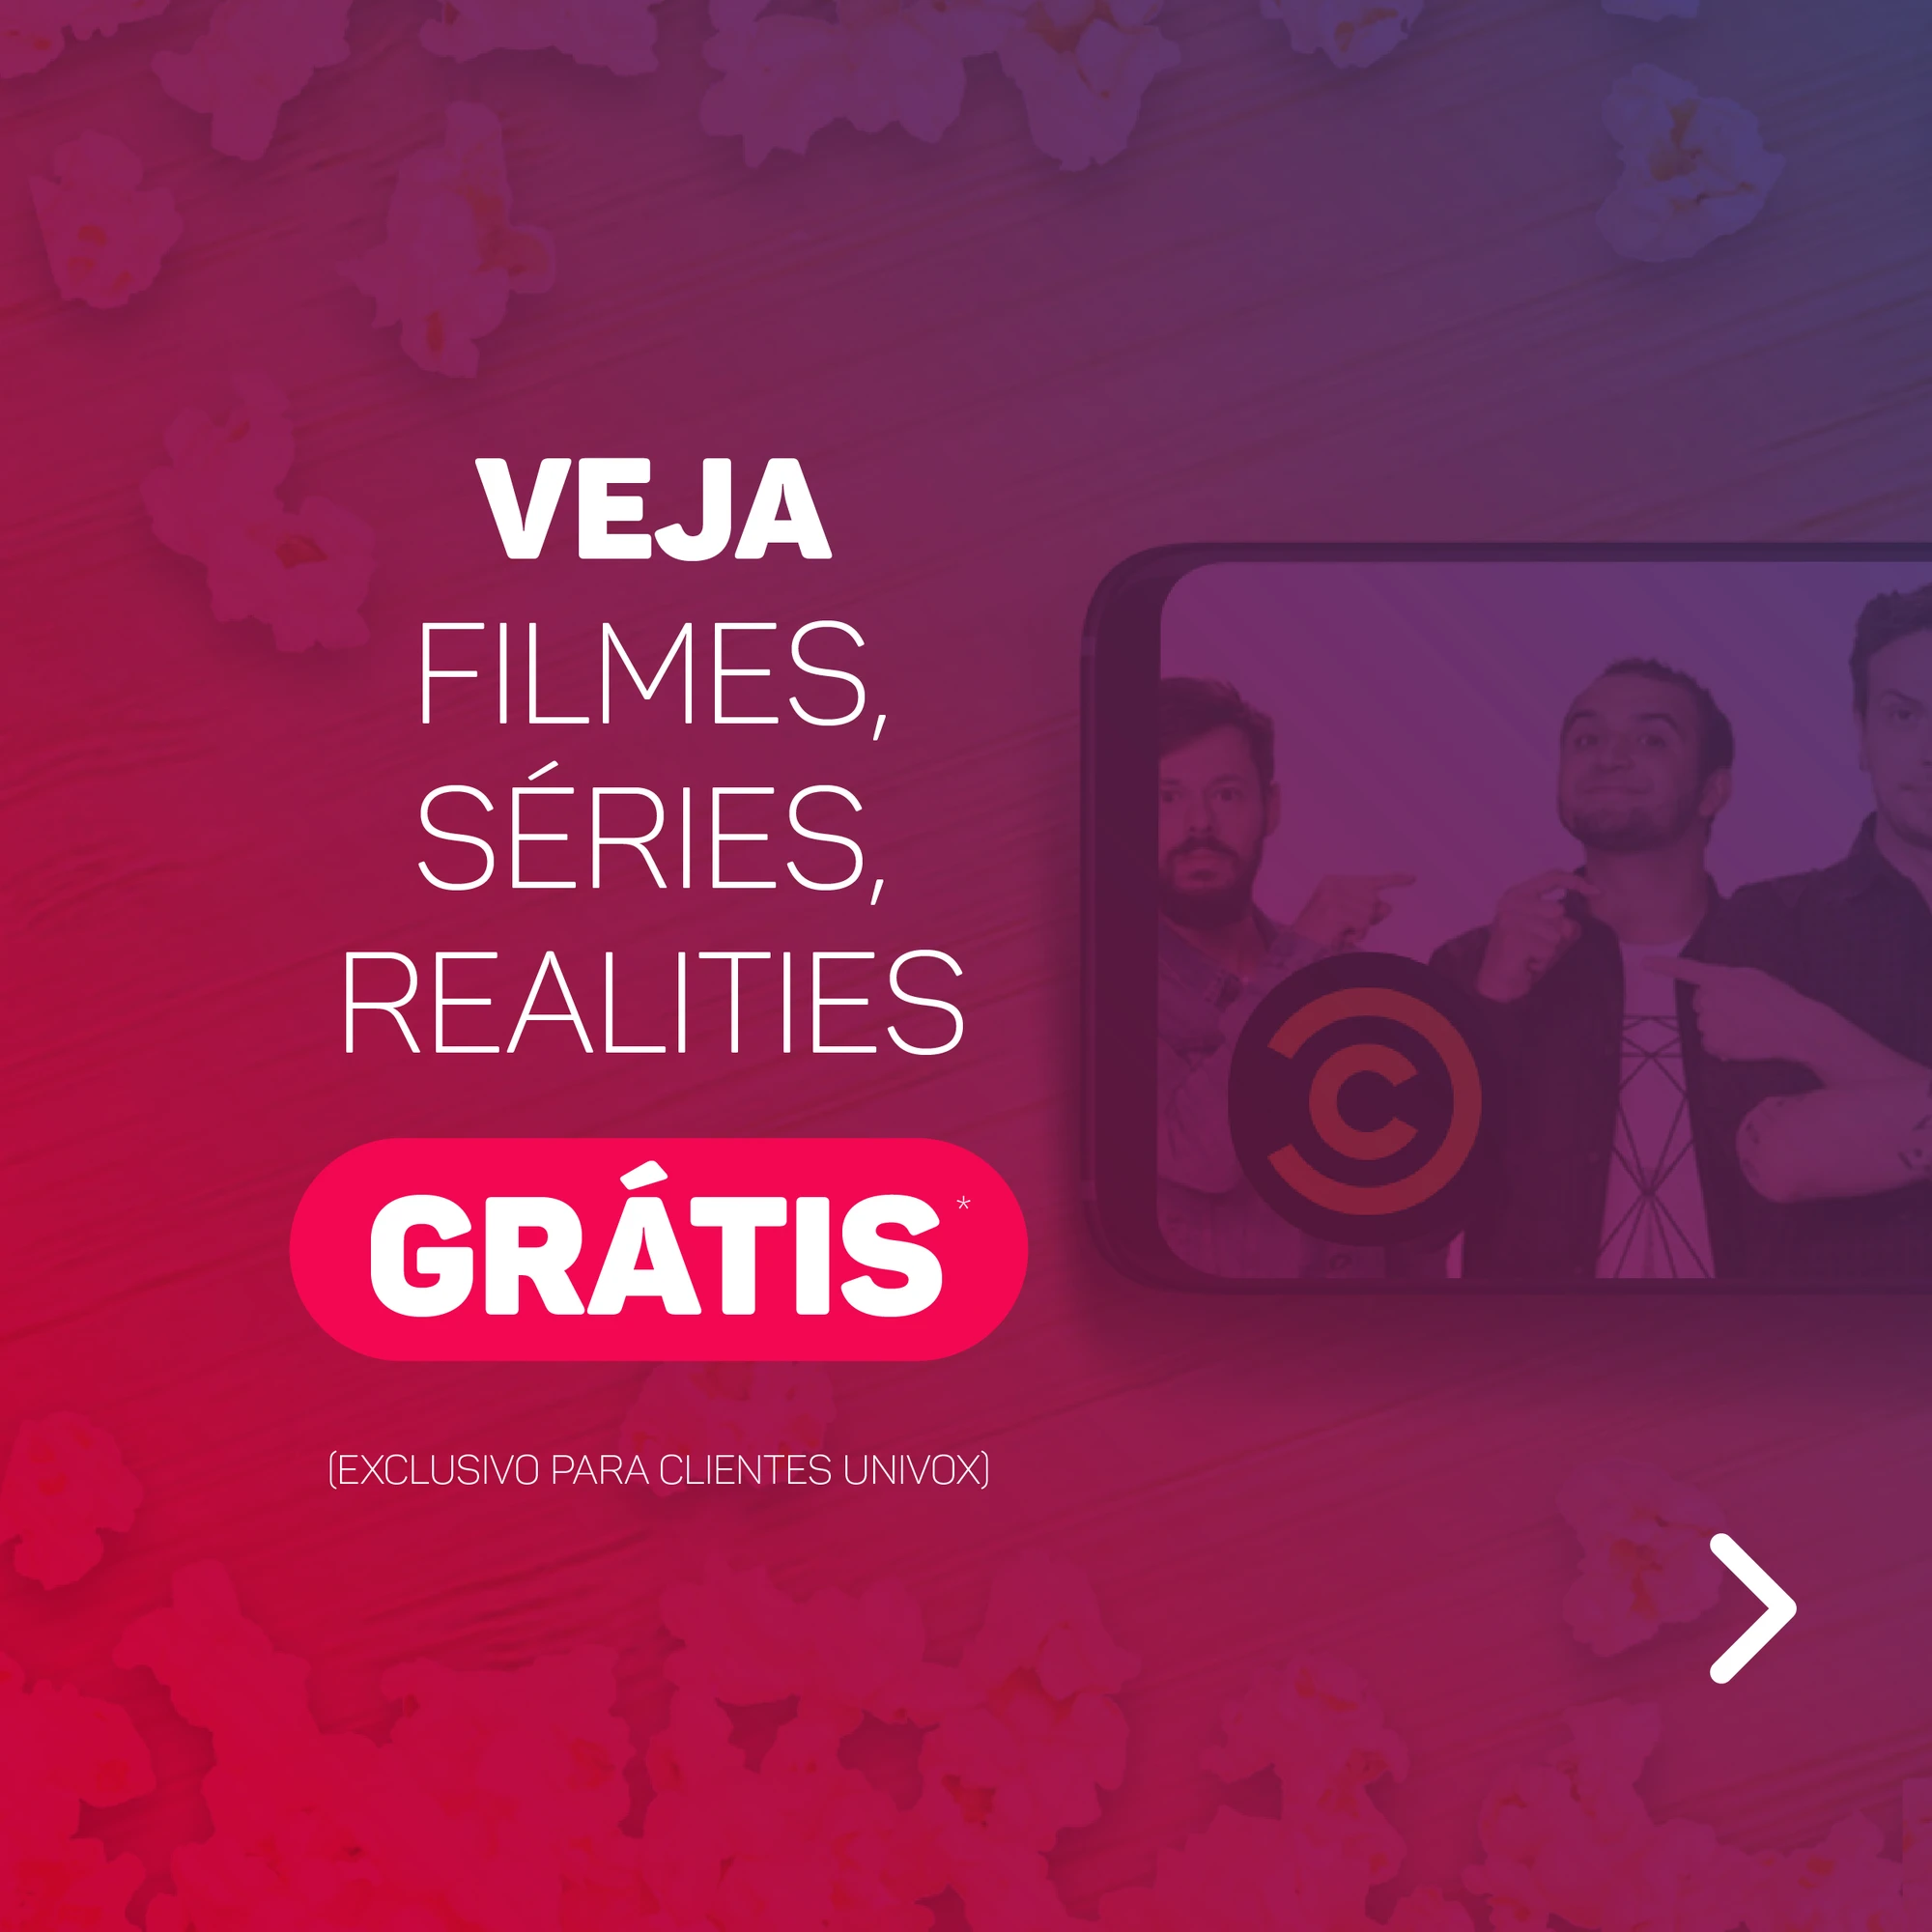 VEJA
FILMES,
SÉRIES,
REALITIES
GRÁTIS*
(EXCLUSIVO PARA CLIENTES UNIVOX)